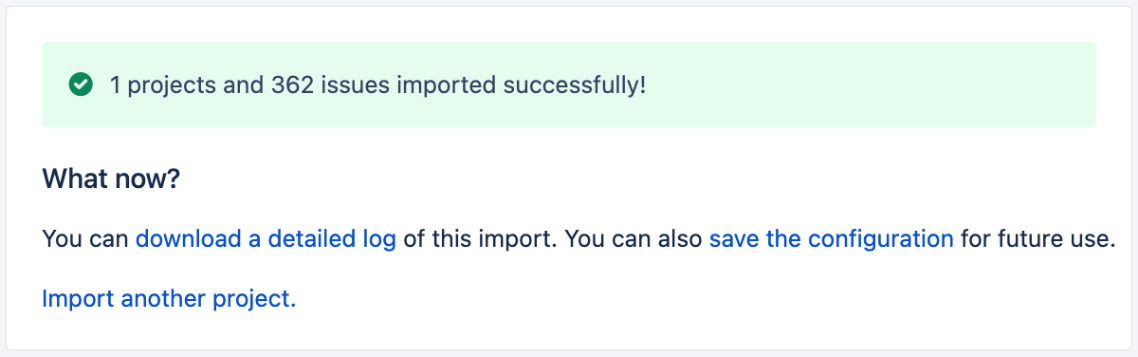 1 projects and 362 issues imported successfully!
What now?
You can download a detailed log of this import. You can also save the configuration for future use.
Import another project.